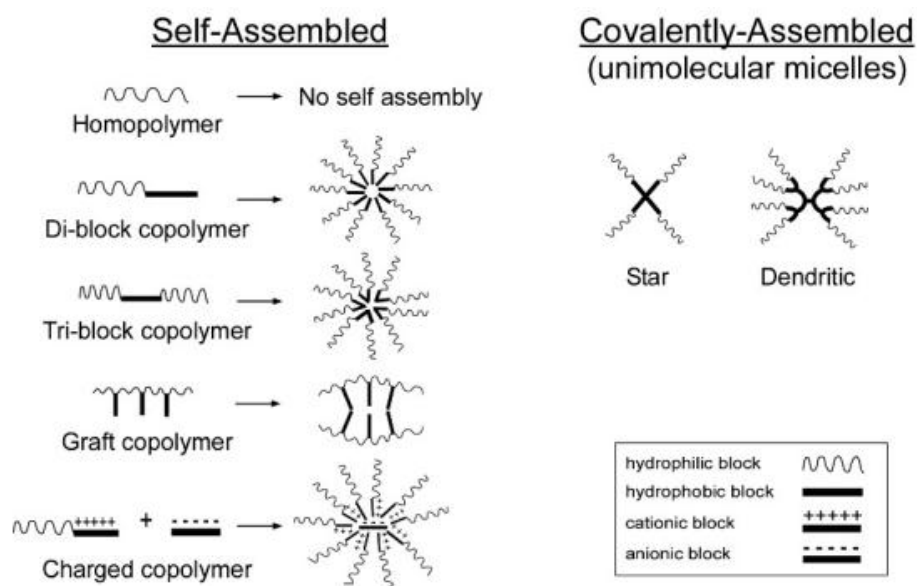 Self-Assembled
Homopolymer
No self assembly
Di-block copolymer
Tri-block copolymer
Graft copolymer
+++++ + -----
Charged copolymer
Covalently-Assembled
(unimolecular micelles)
Star
Dendritic
hydrophilic block
hydrophobic block
cationic block +++++
anionic block ----